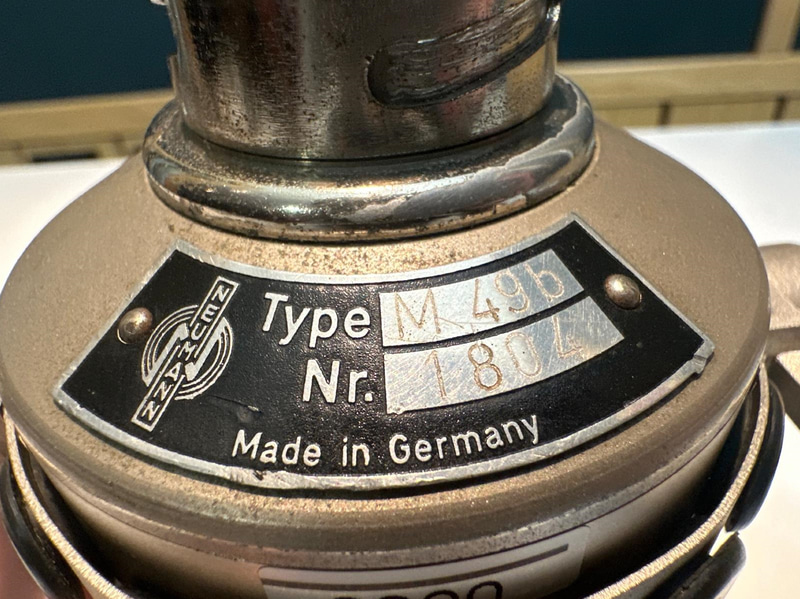 NEUMANN
Type M 49b
Nr. 1804
Made in Germany